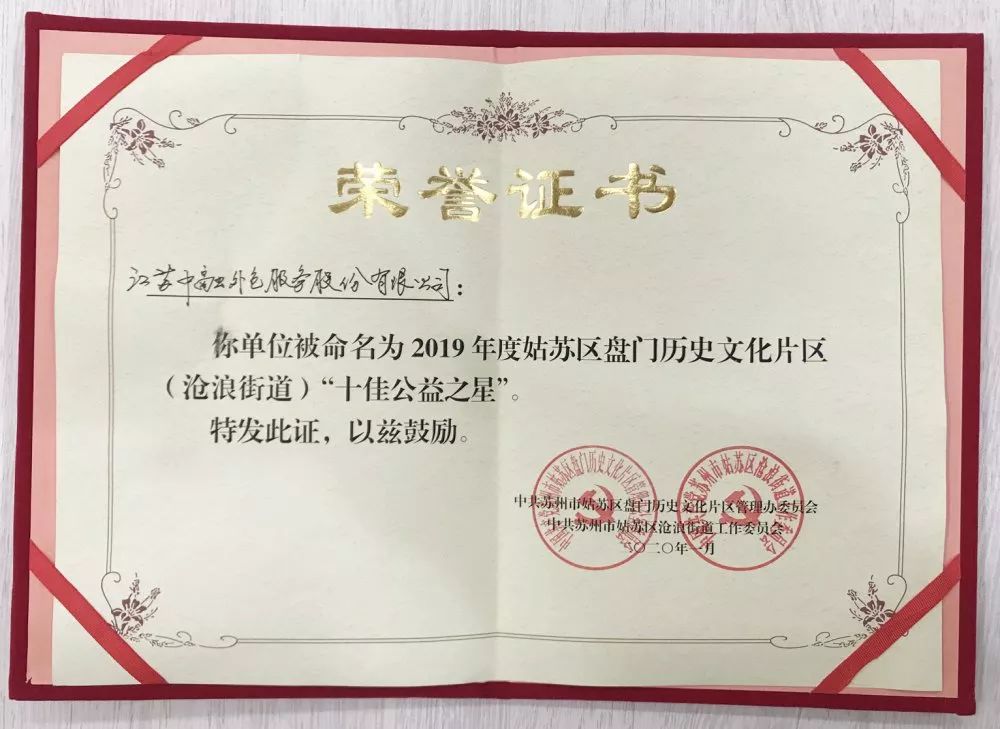 荣誉证书
江苏中融外包服务股份有限公司：
你单位被命名为 2019 年度姑苏区盘门历史文化片区
（沧浪街道）“十佳公益之星”。
特发此证，以兹鼓励。
中共苏州市姑苏区盘门历史文化片区管理办委员会
中共苏州市姑苏区沧浪街道工作委员会
二〇二〇年一月